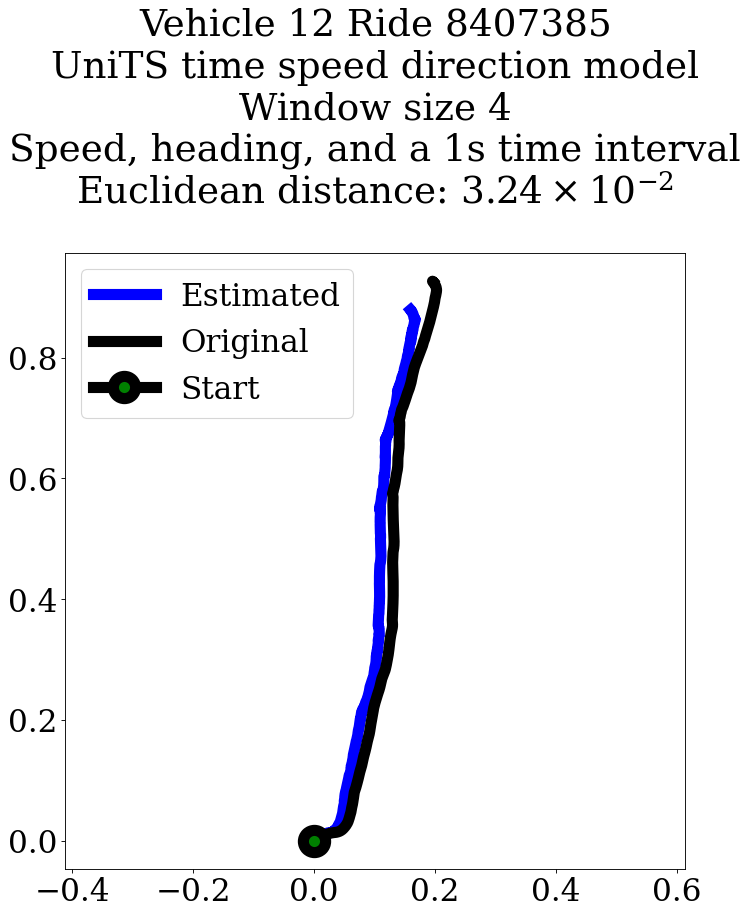 Vehicle 12 Ride 8407385
UniTS time speed direction model
Window size 4
Speed, heading, and a 1s time interval
Euclidean distance: 3.24 × 10⁻²
Estimated
Original
Start
0.8
0.6
0.4
0.2
0.0
−0.4 −0.2 0.0 0.2 0.4 0.6